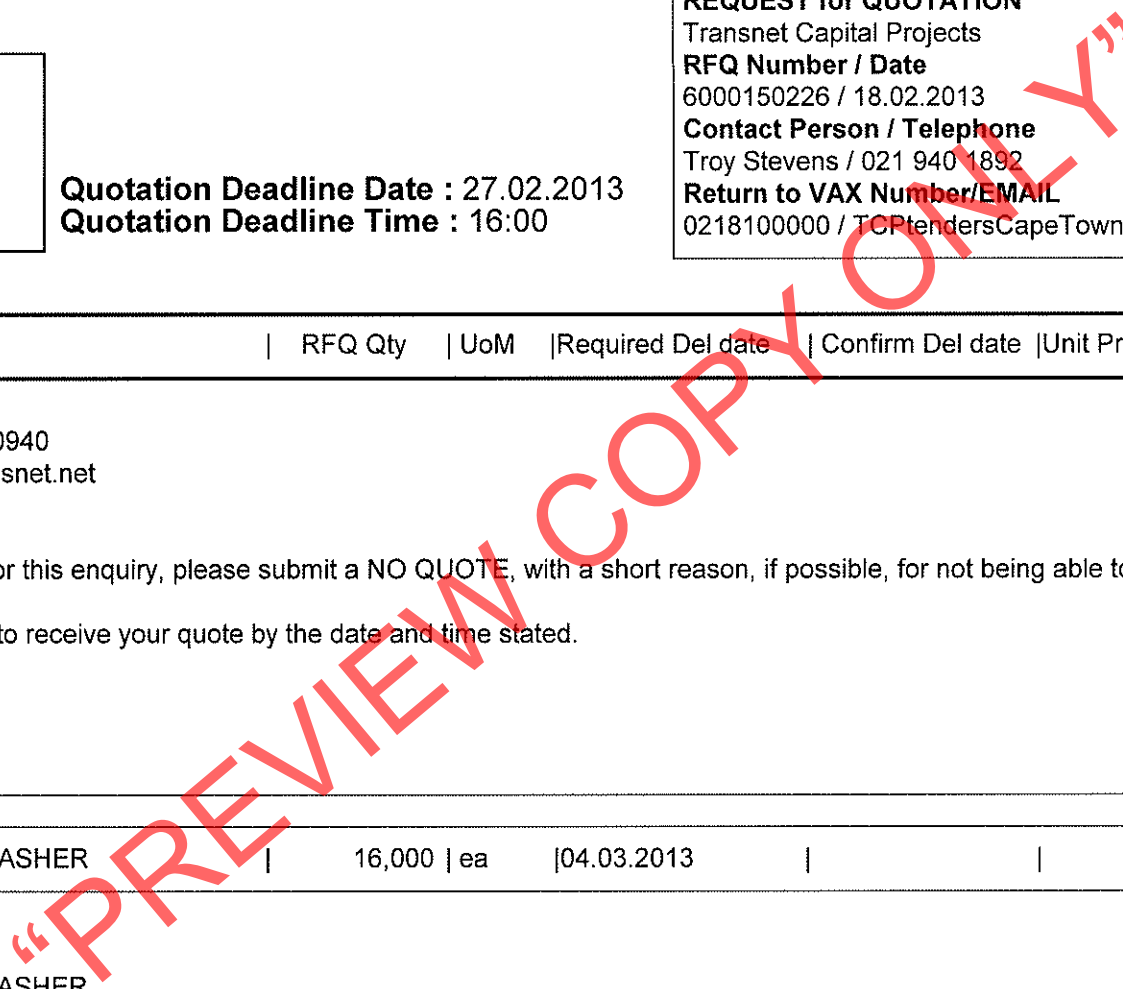 REQUEST for QUOTATION
Transnet Capital Projects
RFQ Number / Date
6000150226 / 18.02.2013
Contact Person / Telephone
Troy Stevens / 021 940 1892
Return to VAX Number/EMAIL
0218100000 / TCPtendersCapeTown
Quotation Deadline Date : 27.02.2013
Quotation Deadline Time : 16:00
| RFQ Qty | UoM |Required Del date | Confirm Del date |Unit Pr
0940
snet.net
or this enquiry, please submit a NO QUOTE, with a short reason, if possible, for not being able to
to receive your quote by the date and time stated.
ASHER | 16,000 | ea |04.03.2013 | |
ASHER
“PREVIEW COPY ONLY”